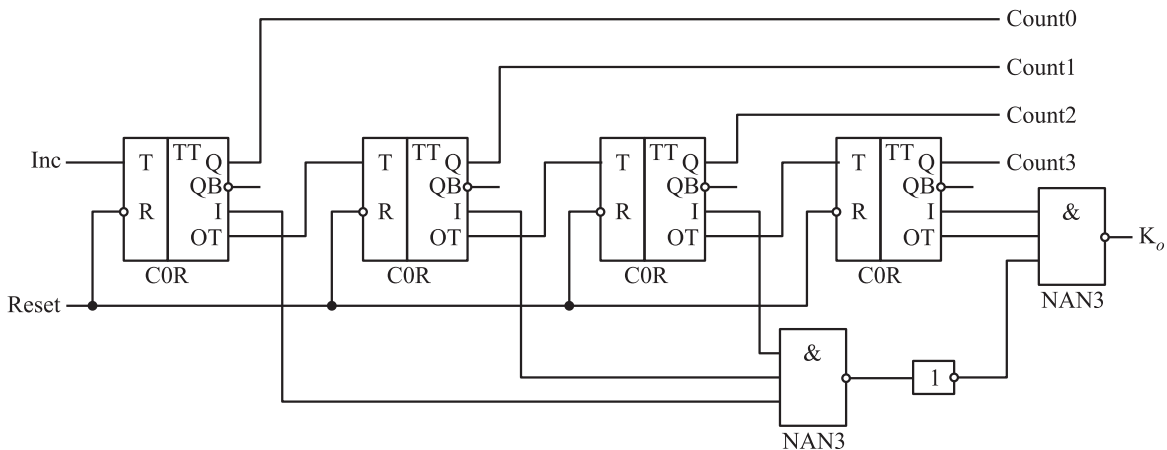 Count0
Count1
Count2
Count3
Inc
T TT Q
QB
R I
OT
C0R
T TT Q
QB
R I
OT
C0R
T TT Q
QB
R I
OT
C0R
T TT Q
QB
R I
OT
C0R
&
Kₒ
NAN3
Reset
&
1
NAN3